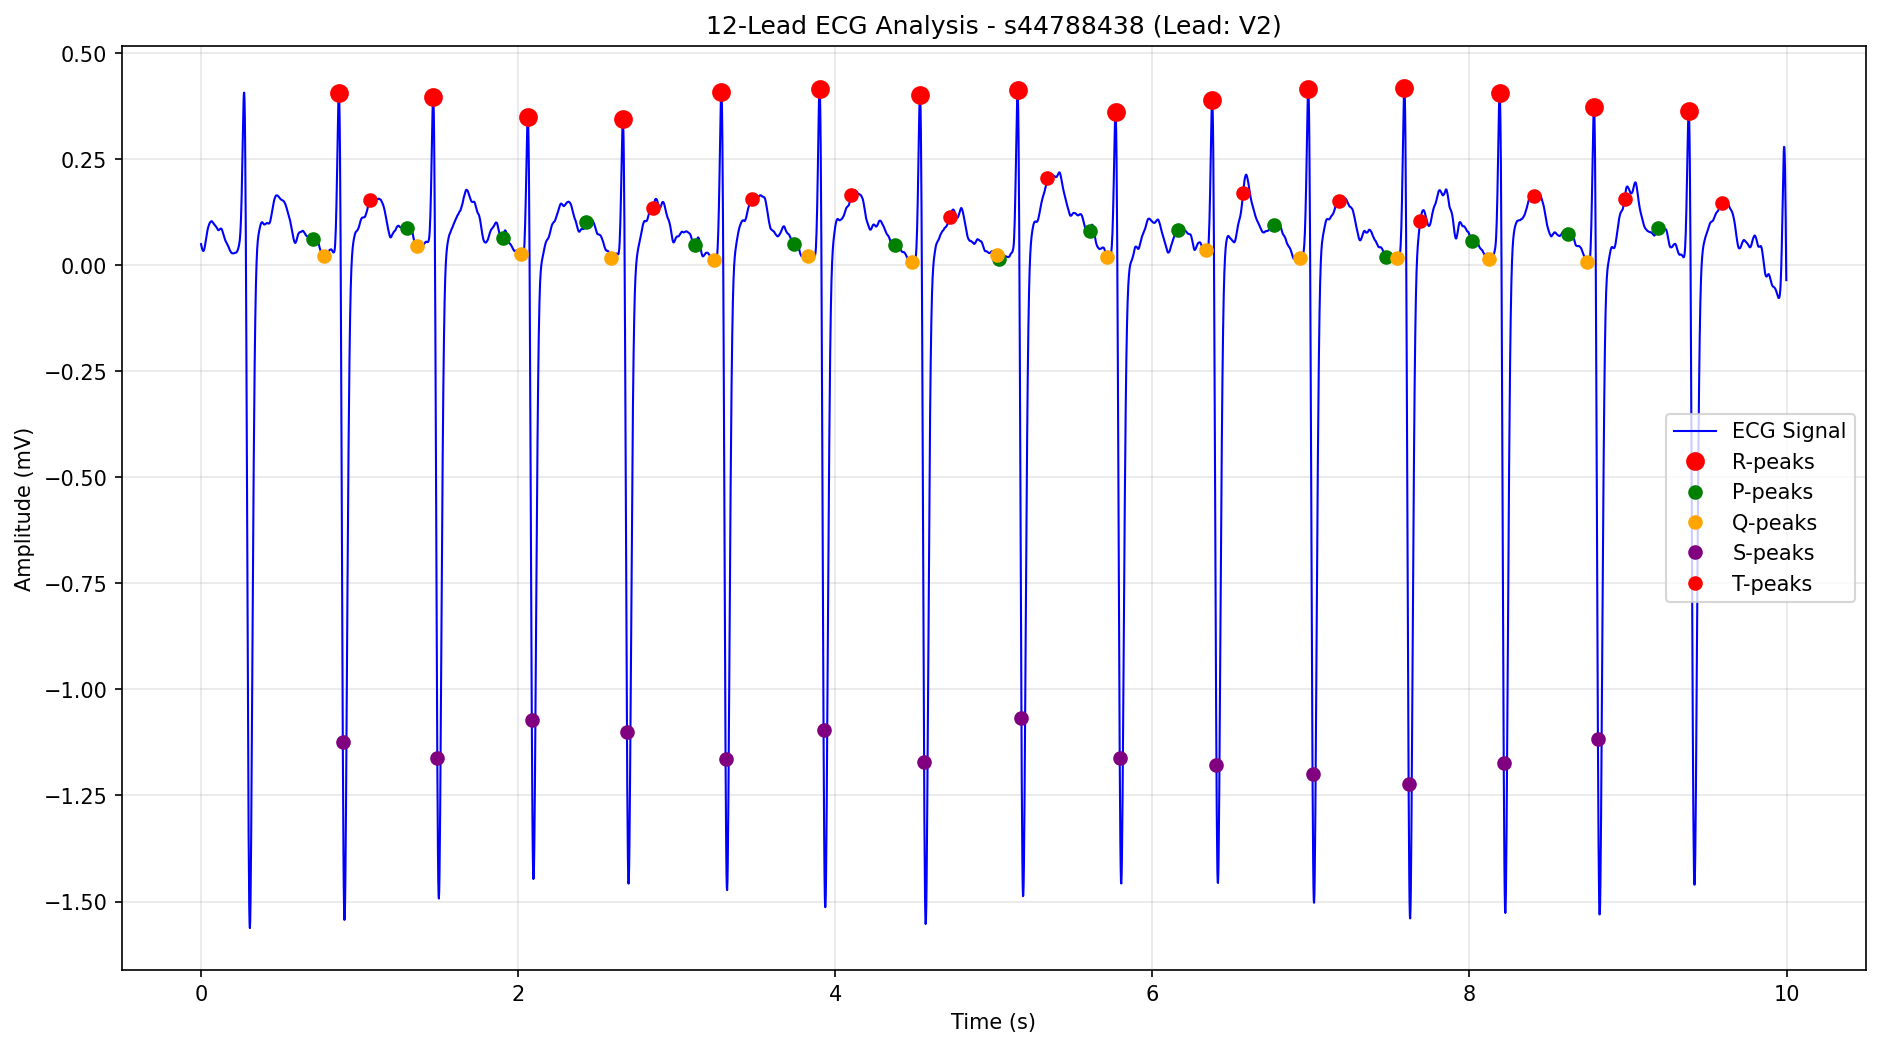 12-Lead ECG Analysis - s44788438 (Lead: V2)
Amplitude (mV)
0.50
0.25
0.00
−0.25
−0.50
−0.75
−1.00
−1.25
−1.50
ECG Signal
R-peaks
P-peaks
Q-peaks
S-peaks
T-peaks
0 2 4 6 8 10
Time (s)